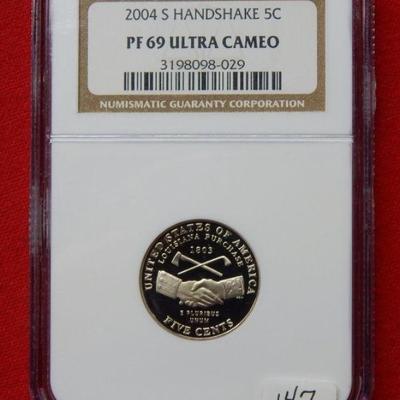 2004 S HANDSHAKE 5C
PF 69 ULTRA CAMEO
3198098-029
NUMISMATIC GUARANTY CORPORATION
UNITED STATES OF AMERICA
LOUISIANA PURCHASE
1803
E PLURIBUS
UNUM
FIVE CENTS
147